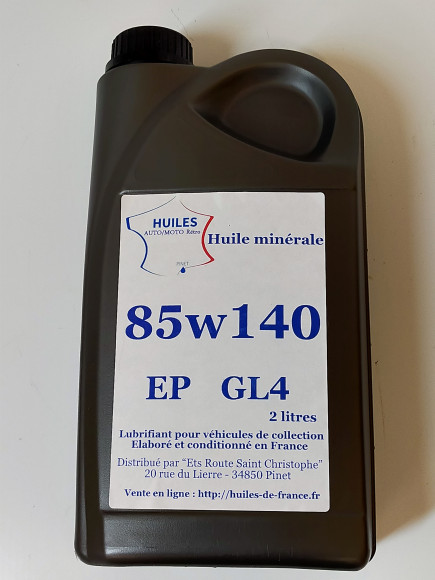 HUILES
AUTO/MOTO Rétro
PINET
Huile minérale
85w140
EP GL4
2 litres
Lubrifiant pour véhicules de collection
Elaboré et conditionné en France
Distribué par "Ets Route Saint Christophe"
20 rue du Lierre - 34850 Pinet
Vente en ligne : http://huiles-de-france.fr